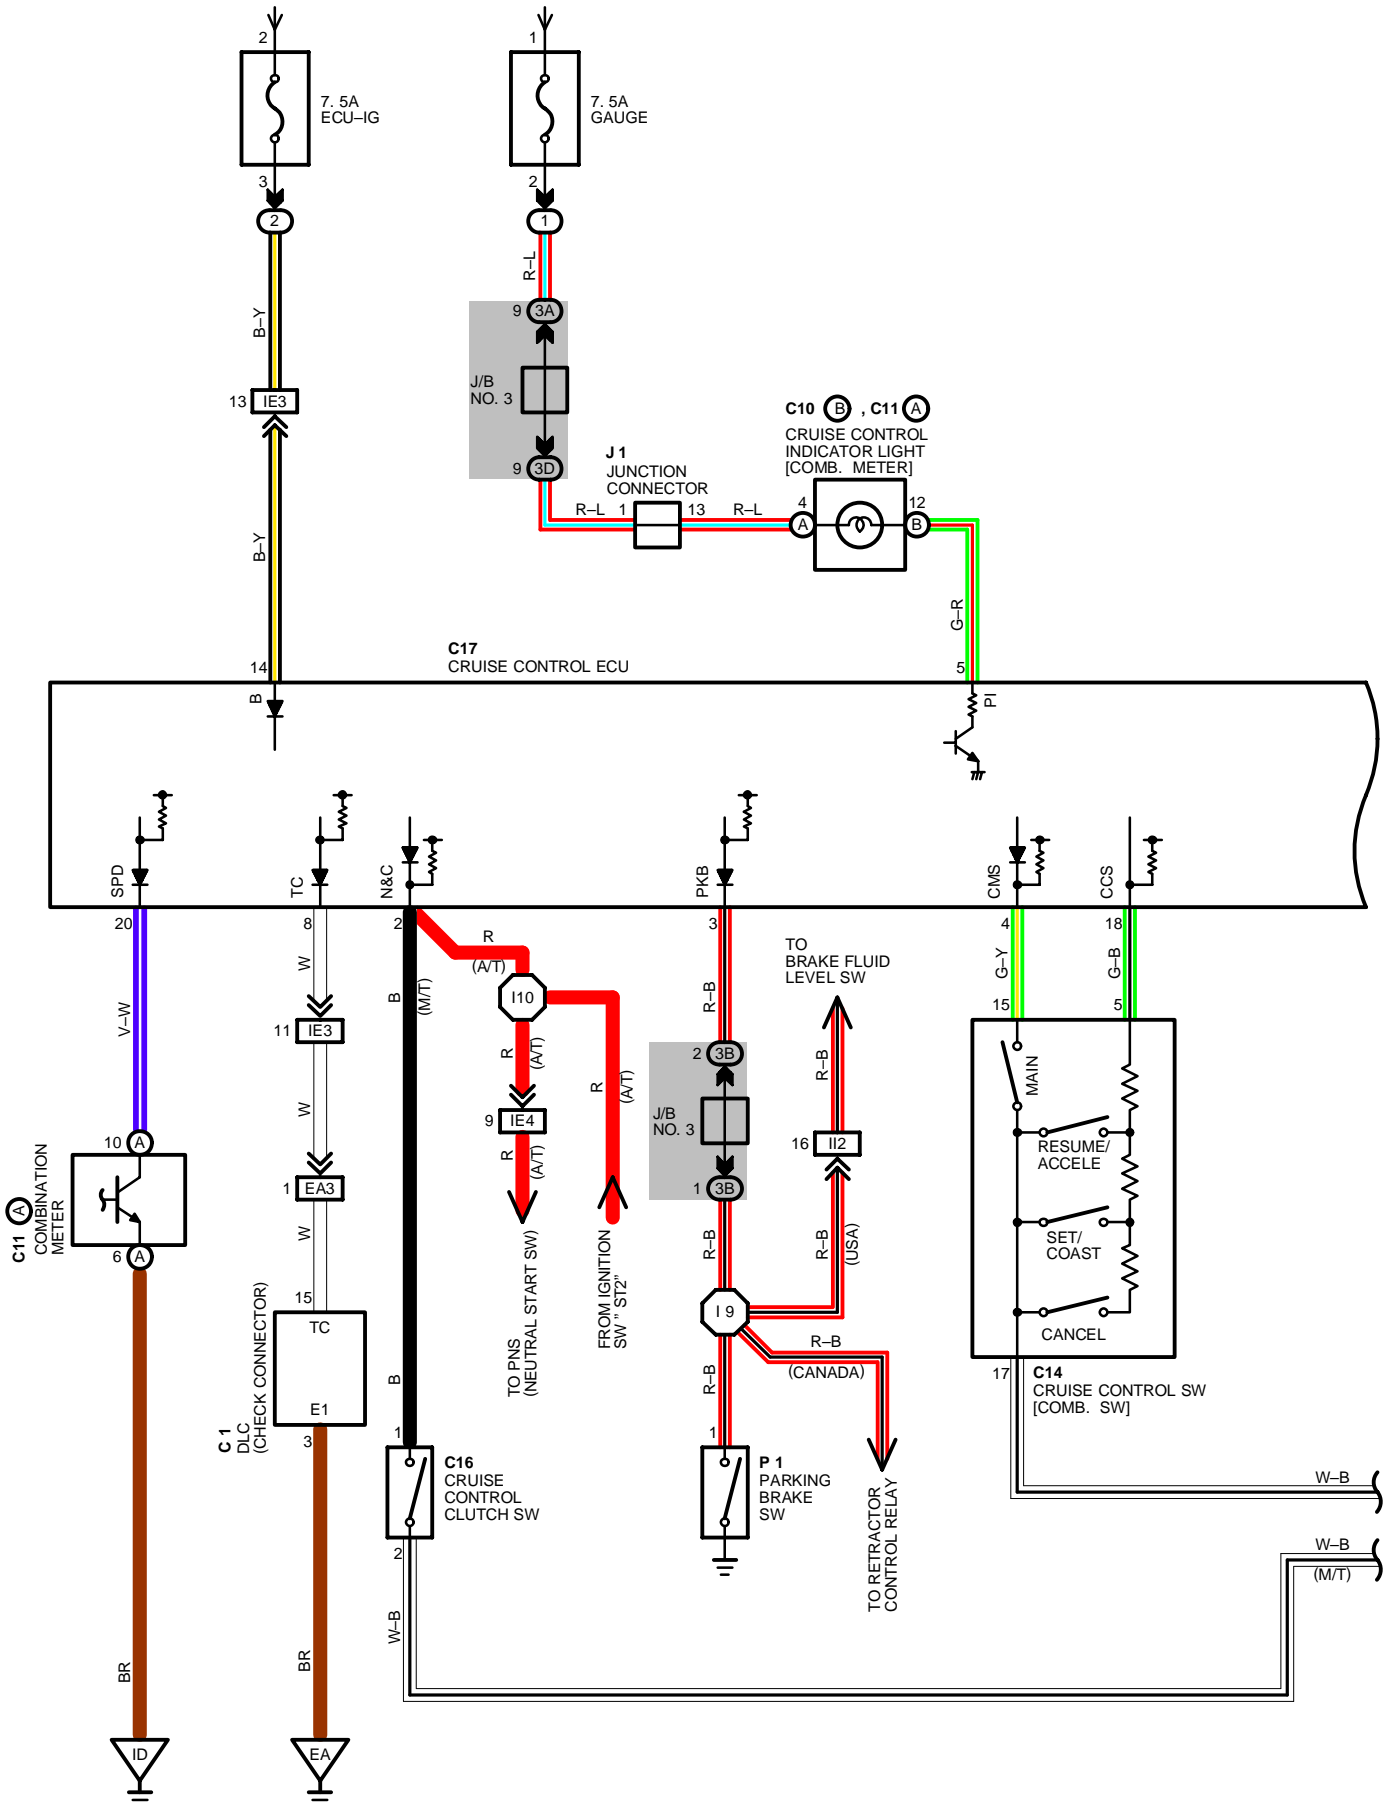 2
1
7. 5A
ECU–IG
7. 5A
GAUGE
3
2
2
1
R–L
9 3A
B–Y
J/B
NO. 3
13 IE3
C10 B , C11 A
CRUISE CONTROL
INDICATOR LIGHT
[COMB. METER]
9 3D
J 1
JUNCTION
CONNECTOR
R–L 1 13 R–L
4 12
A B
B–Y
G–R
C17
CRUISE CONTROL ECU
14
5
B
PI
SPD
TC
N&C
PKB
CMS
CCS
20
8
2
3
4
18
R
(A/T)
W
B
(M/T)
R–B
TO
BRAKE FLUID
LEVEL SW
G–Y
G–B
I10
15
5
V–W
11 IE3
R
(A/T)
R
(A/T)
2 3B
R–B
MAIN
W
9 IE4
J/B
NO. 3
16 II2
RESUME/
ACCELE
10 A
R
(A/T)
1 EA3
1 3B
C11 A
COMBINATION
METER
W
TO PNS
(NEUTRAL START SW)
FROM IGNITION
SW " ST2"
R–B
R–B
(USA)
SET/
COAST
6 A
15
TC
I 9
CANCEL
R–B
(CANADA)
C 1
DLC
(CHECK CONNECTOR)
E1
B
R–B
17
C14
CRUISE CONTROL SW
[COMB. SW]
3
1
1
C16
CRUISE
CONTROL
CLUTCH SW
P 1
PARKING
BRAKE
SW
TO RETRACTOR
CONTROL RELAY
W–B
2
W–B
(M/T)
W–B
BR
BR
ID
EA